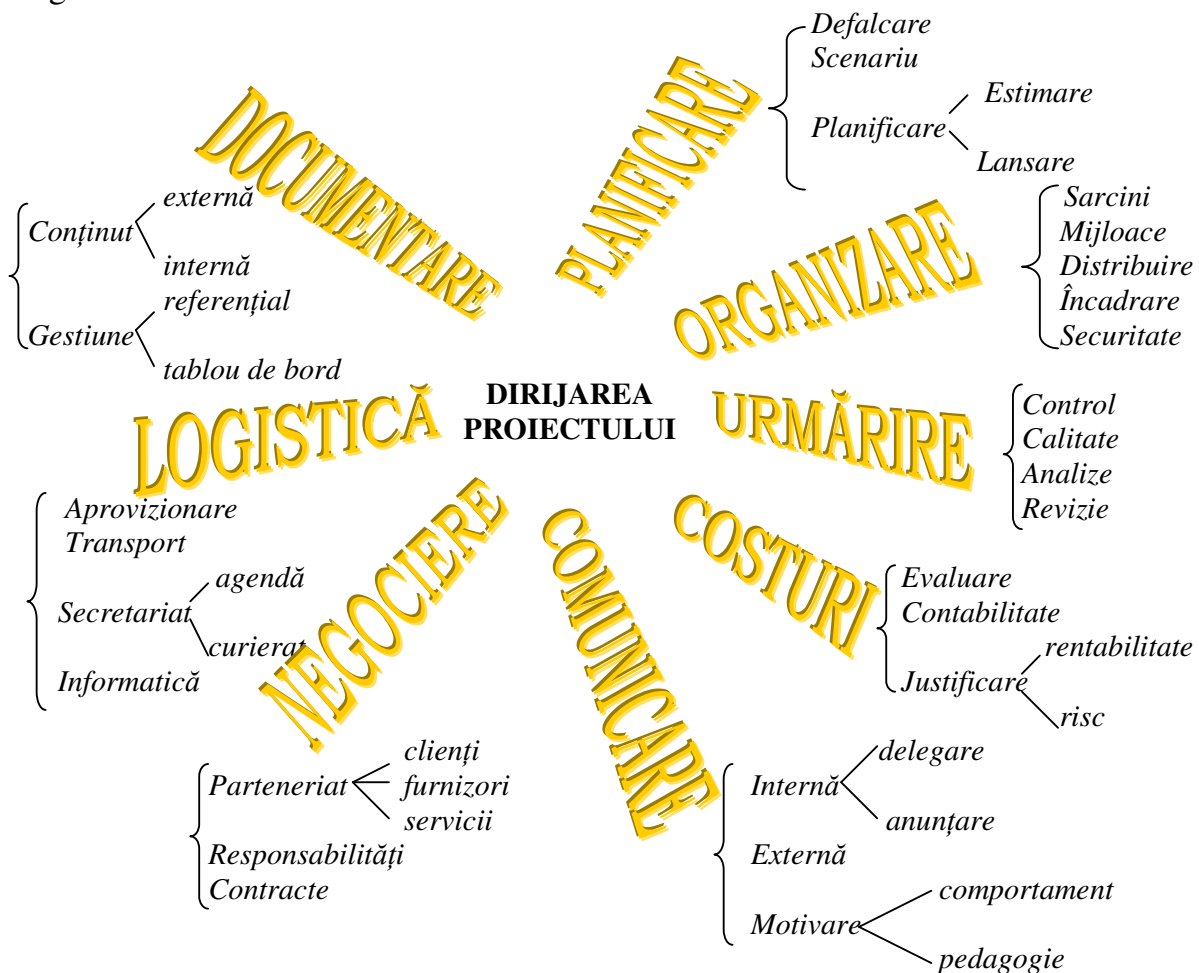 DIRIJAREA
PROIECTULUI
PLANIFICARE
Defalcare
Scenariu
Planificare
Estimare
Lansare
ORGANIZARE
Sarcini
Mijloace
Distribuire
Încadrare
Securitate
URMĂRIRE
Control
Calitate
Analize
Revizie
COSTURI
Evaluare
Contabilitate
Justificare
rentabilitate
risc
COMUNICARE
Internă
delegare
anunțare
Externă
Motivare
comportament
pedagogie
NEGOCIERE
Parteneriat
clienți
furnizori
servicii
Responsabilități
Contracte
LOGISTICĂ
Aprovizionare
Transport
Secretariat
agendă
curierat
Informatică
DOCUMENTARE
Conținut
externă
internă
Gestiune
referențial
tablou de bord